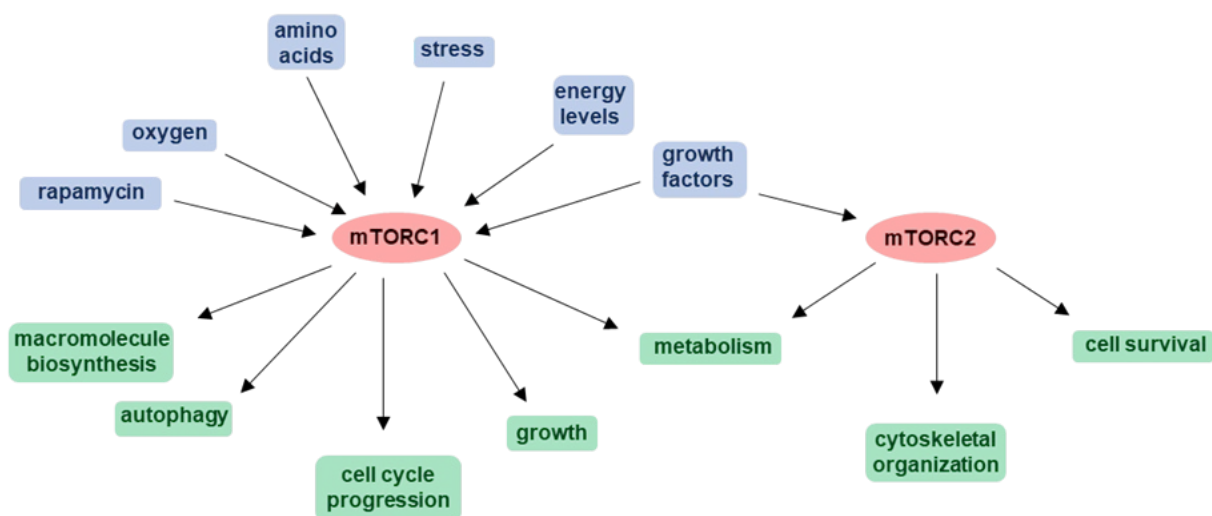 amino
acids
stress
energy
levels
oxygen
growth
factors
rapamycin
mTORC1
mTORC2
macromolecule
biosynthesis
metabolism
cell survival
autophagy
growth
cytoskeletal
organization
cell cycle
progression